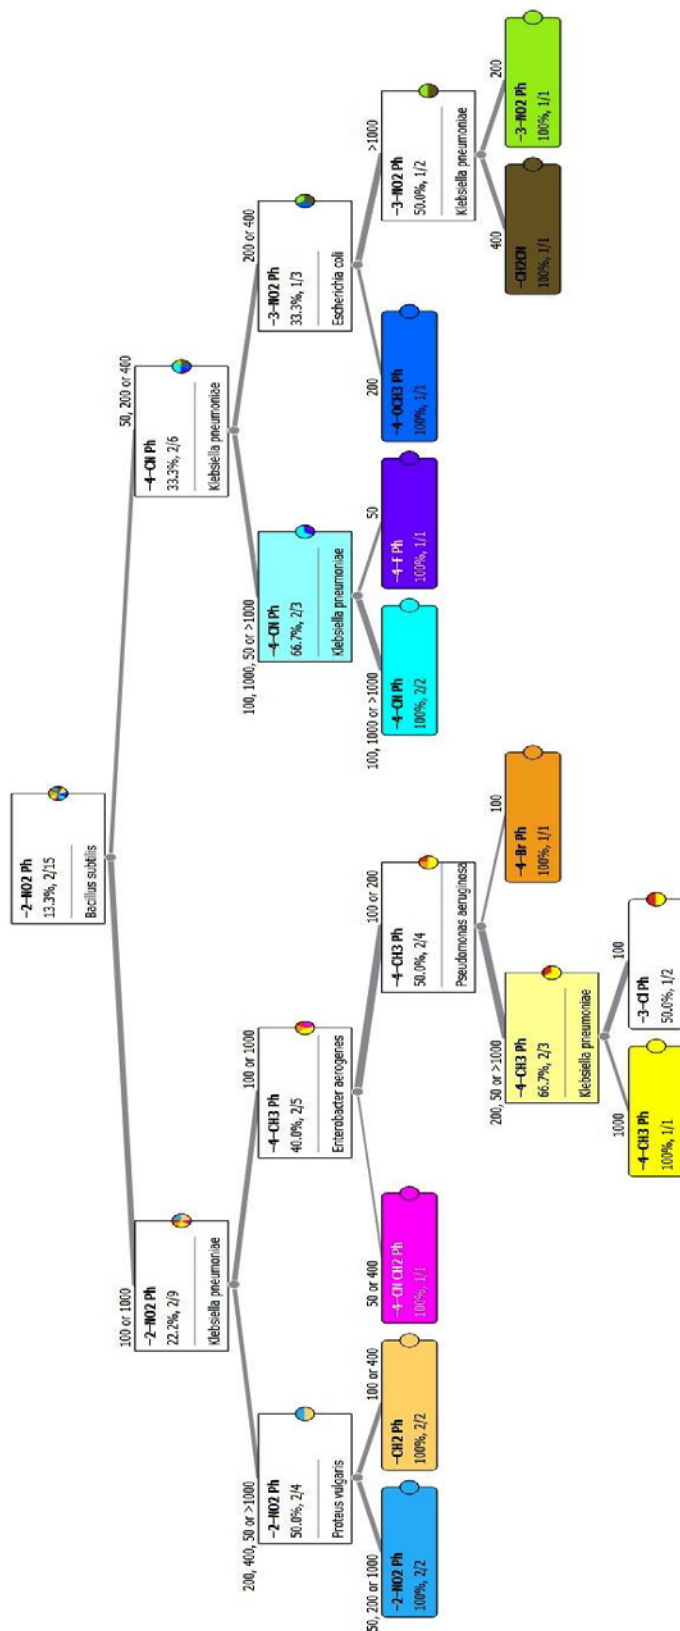 -2-NO2 Ph
13.3%, 2/15
Bacillus subtilis
100 or 1000
50, 200 or 400
-2-NO2 Ph
22.2%, 2/9
Klebsiella pneumoniae
-4-CN Ph
33.3%, 2/6
Klebsiella pneumoniae
200, 400, 50 or >1000
100 or 1000
100, 1000, 50 or >1000
200 or 400
-2-NO2 Ph
50.0%, 2/4
Proteus vulgaris
-4-CH3 Ph
40.0%, 2/5
Enterobacter aerogenes
-4-CN Ph
66.7%, 2/3
Klebsiella pneumoniae
-3-NO2 Ph
33.3%, 1/3
Escherichia coli
50, 200 or 1000
100 or 400
50 or 400
100 or 200
100, 1000 or >1000
50
200
>1000
-2-NO2 Ph
100%, 2/2
-CH2 Ph
100%, 2/2
-4-CN CH2 Ph
100%, 1/1
-4-CH3 Ph
50.0%, 2/4
Pseudomonas aeruginosa
-4-CN Ph
100%, 2/2
-4-F Ph
100%, 1/1
-4-OCH3 Ph
100%, 1/1
-3-NO2 Ph
50.0%, 1/2
Klebsiella pneumoniae
200, 50 or >1000
100
400
200
-4-CH3 Ph
66.7%, 2/3
Klebsiella pneumoniae
-4-Br Ph
100%, 1/1
-CH2CN
100%, 1/1
-3-NO2 Ph
100%, 1/1
1000
100
-4-CH3 Ph
100%, 1/1
-3-Cl Ph
50.0%, 1/2